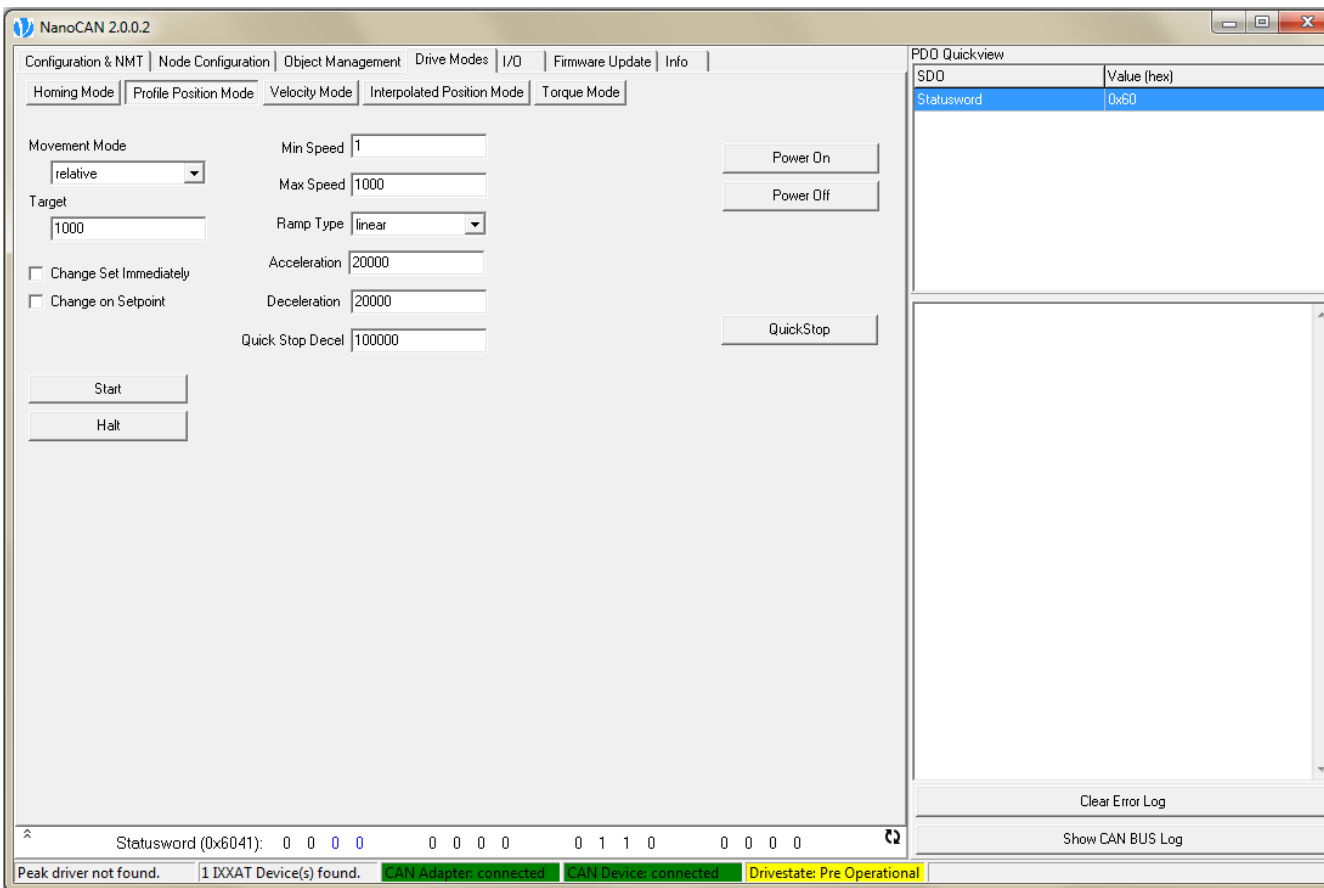 NanoCAN 2.0.0.2
Configuration & NMT Node Configuration Object Management Drive Modes I/O Firmware Update Info
Homing Mode Profile Position Mode Velocity Mode Interpolated Position Mode Torque Mode
Movement Mode
relative
Target
1000
Change Set Immediately
Change on Setpoint
Start
Halt
Min Speed 1
Max Speed 1000
Ramp Type linear
Acceleration 20000
Deceleration 20000
Quick Stop Decel 100000
Power On
Power Off
QuickStop
PDO Quickview
SDO Value (hex)
Statusword 0x60
Clear Error Log
Show CAN BUS Log
Statusword (0x6041): 0 0 0 0 0 0 0 0 0 1 1 0 0 0 0 0
Peak driver not found. 1 IXXAT Device(s) found. CAN Adapter: connected CAN Device: connected Drivestate: Pre Operational